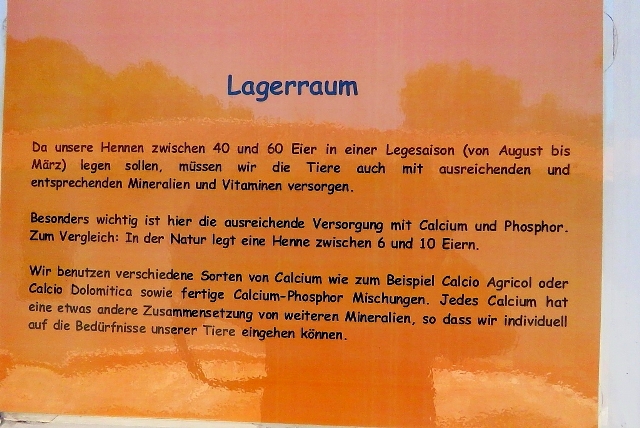 Lagerraum
Da unsere Hennen zwischen 40 und 60 Eier in einer Legesaison (von August bis
März) legen sollen, müssen wir die Tiere auch mit ausreichenden und
entsprechenden Mineralien und Vitaminen versorgen.
Besonders wichtig ist hier die ausreichende Versorgung mit Calcium und Phosphor.
Zum Vergleich: In der Natur legt eine Henne zwischen 6 und 10 Eiern.
Wir benutzen verschiedene Sorten von Calcium wie zum Beispiel Calcio Agricol oder
Calcio Dolomitica sowie fertige Calcium-Phosphor Mischungen. Jedes Calcium hat
eine etwas andere Zusammensetzung von weiteren Mineralien, so dass wir individuell
auf die Bedürfnisse unserer Tiere eingehen können.